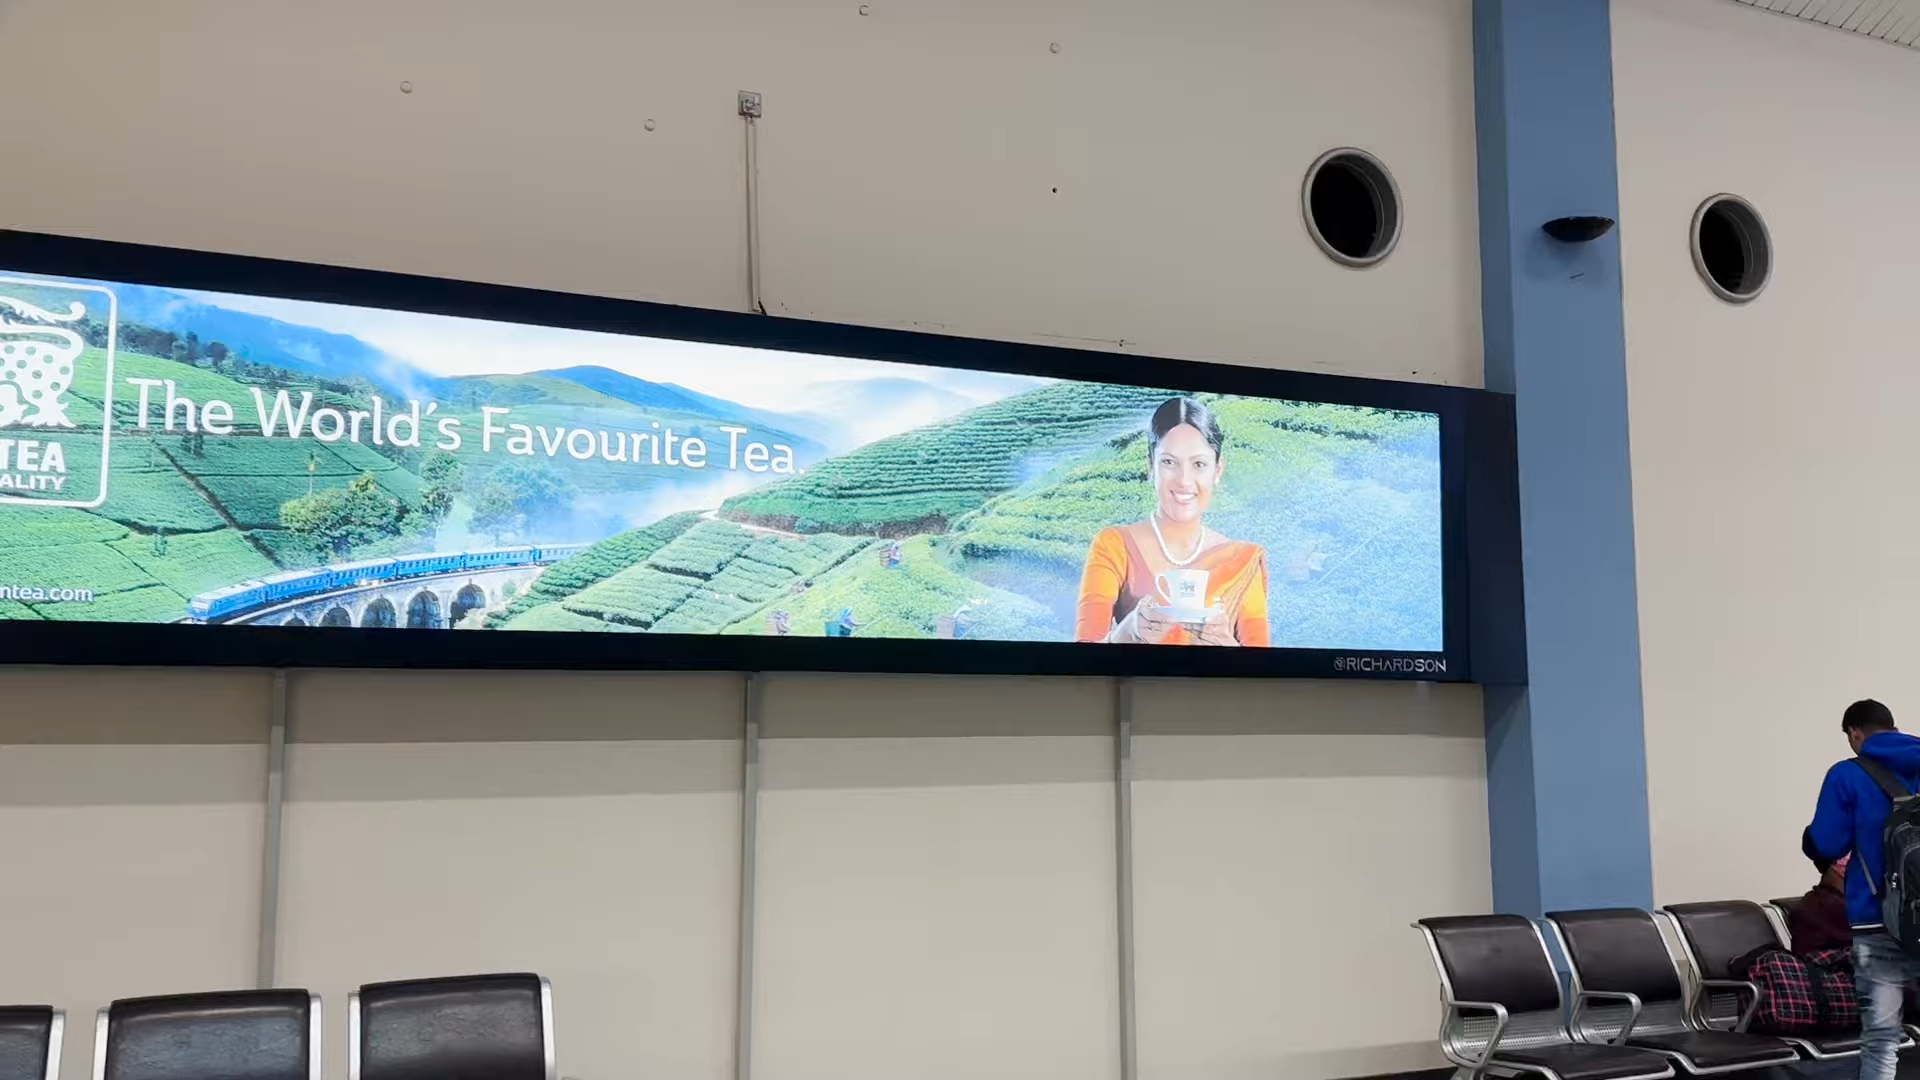 TEA
ALITY
The World's Favourite Tea.
ntea.com
RICHARDSON